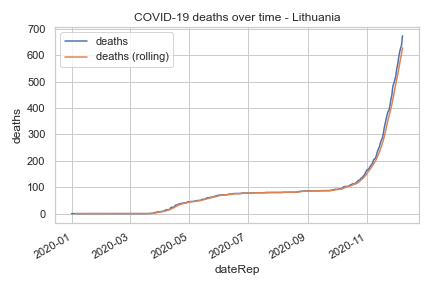 COVID-19 deaths over time - Lithuania
700
600
500
400
300
200
100
0
deaths
deaths
deaths (rolling)
2020-01
2020-03
2020-05
2020-07
2020-09
2020-11
dateRep